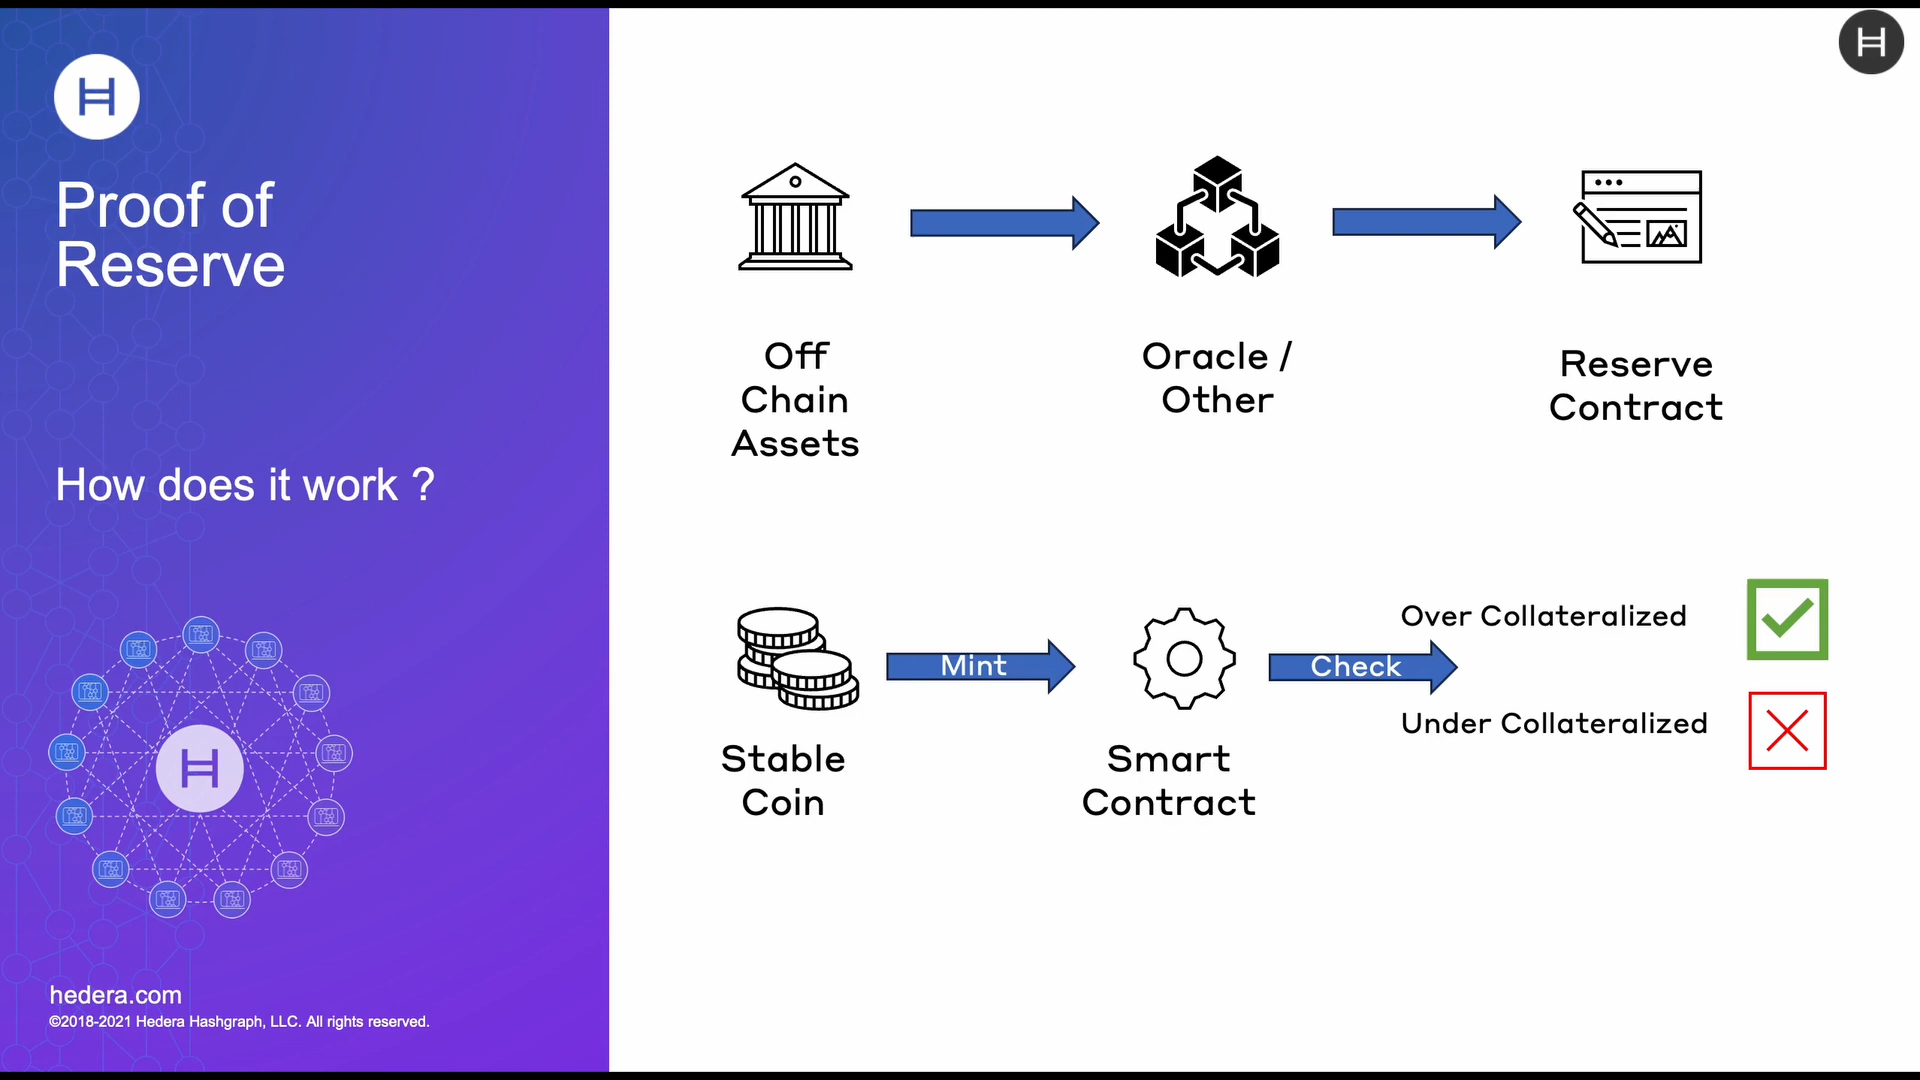 Proof of
Reserve
How does it work ?
hedera.com
©2018-2021 Hedera Hashgraph, LLC. All rights reserved.
Off
Chain
Assets
Oracle /
Other
Reserve
Contract
Stable
Coin
Mint
Smart
Contract
Check
Over Collateralized
Under Collateralized